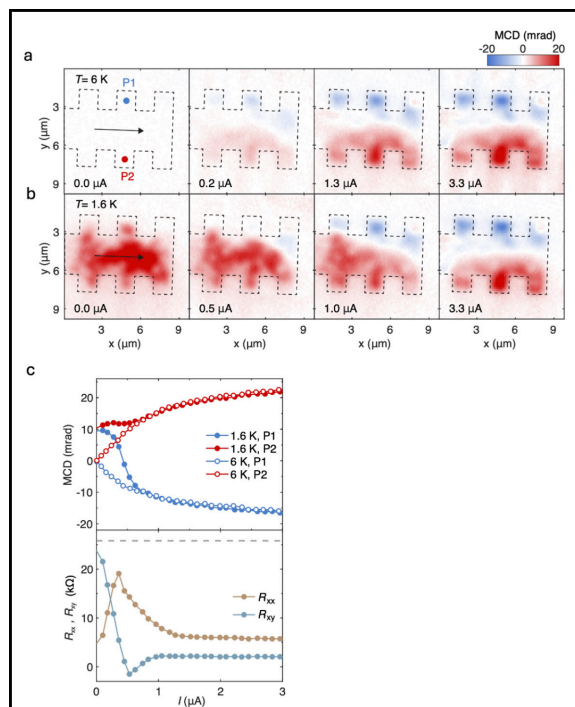 a
MCD (mrad)
-20 0 20
T= 6 K
P1
P2
y (μm)
3
6
9
0.0 μA
0.2 μA
1.3 μA
3.3 μA
b
T= 1.6 K
y (μm)
3
6
9
0.0 μA
0.5 μA
1.0 μA
3.3 μA
3 6 9 3 6 9 3 6 9 3 6 9
x (μm) x (μm) x (μm) x (μm)
c
MCD (mrad)
20
10
0
-10
-20
1.6 K, P1
1.6 K, P2
6 K, P1
6 K, P2
Rxx , Rxy (kΩ)
20
10
0
Rxx
Rxy
0 1 2 3
I (μA)